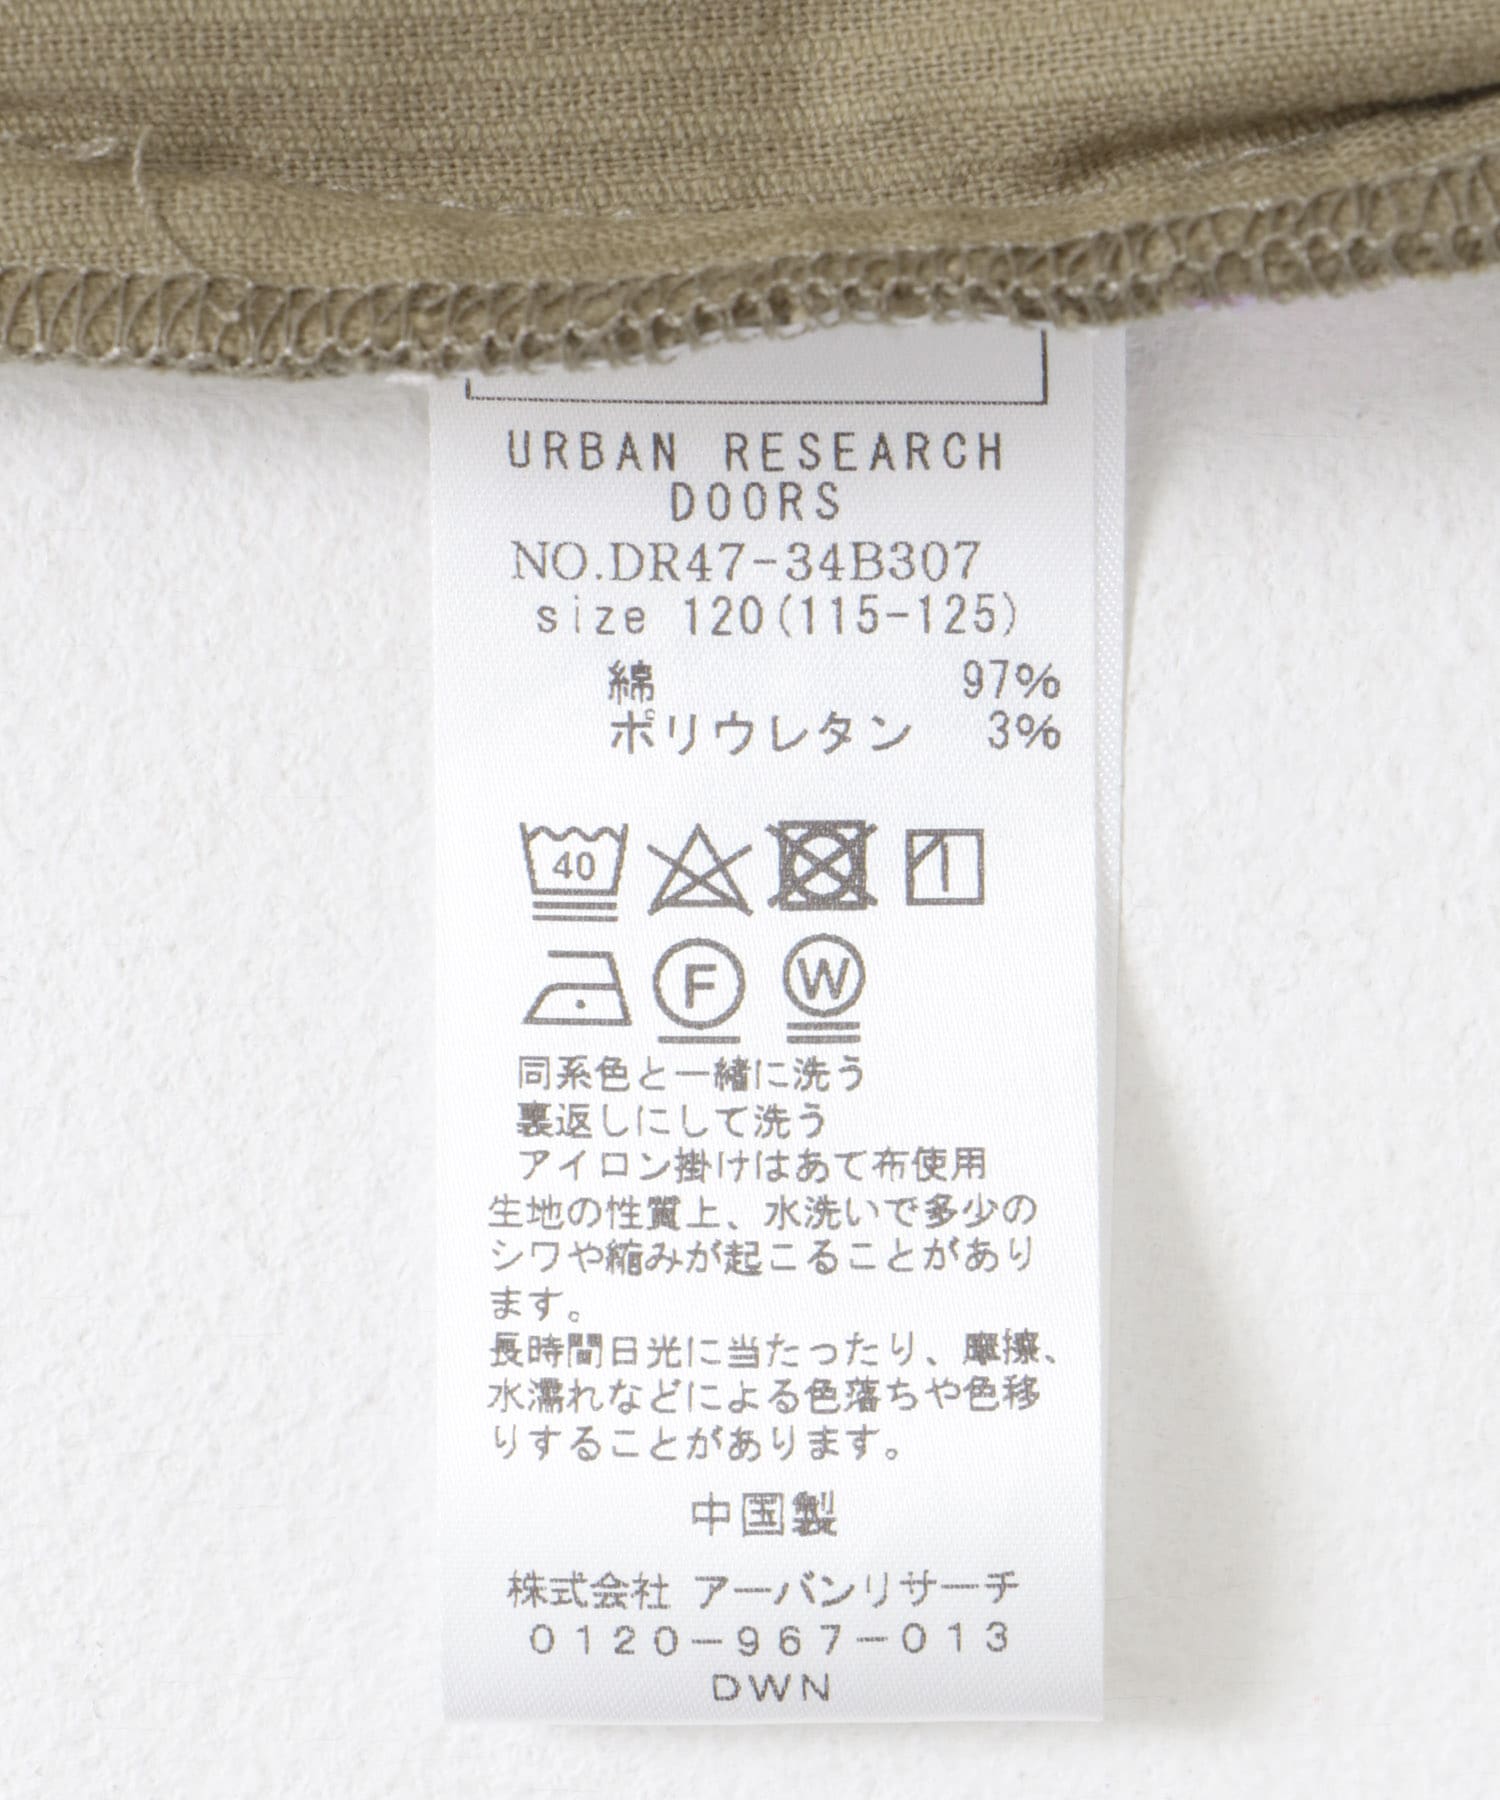 URBAN RESEARCH
DOORS
NO.DR47-34B307
size 120(115-125)
綿 97%
ポリウレタン 3%
40
F W
同系色と一緒に洗う
裏返しにして洗う
アイロン掛けはあて布使用
生地の性質上、水洗いで多少の
シワや縮みが起こることがあり
ます。
長時間日光に当たったり、摩擦、
水濡れなどによる色落ちや色移
りすることがあります。
中国製
株式会社 アーバンリサーチ
0120-967-013
DWN